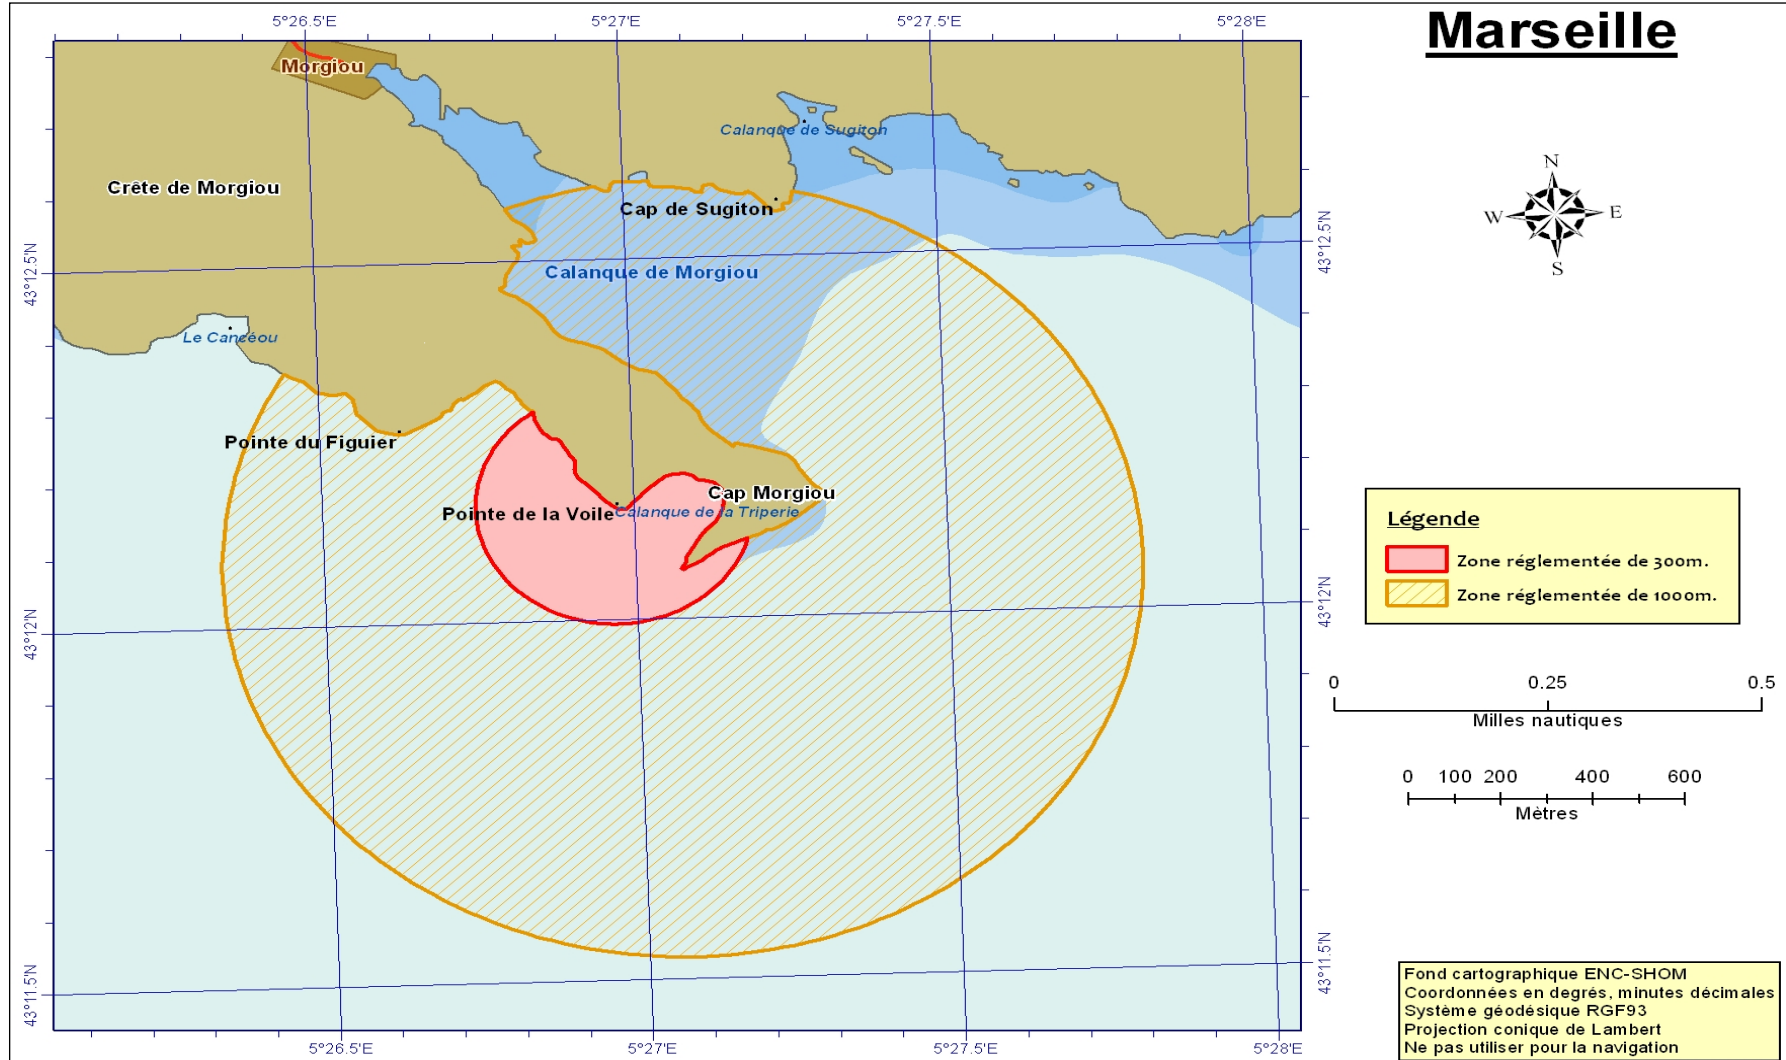 5°26.5'E
5°27'E
5°27.5'E
5°28'E
Marseille
Morgiou
Calanque de Sugiton
Crête de Morgiou
Cap de Sugiton
N
W
E
S
43°12.5'N
43°12.5'N
Calanque de Morgiou
Le Cancéou
Pointe du Figuier
Cap Morgiou
Pointe de la Voile
Calanque de la Triperie
Légende
Zone réglementée de 300m.
Zone réglementée de 1000m.
43°12'N
43°12'N
0 0.25 0.5
Milles nautiques
0 100 200 400 600
Mètres
43°11.5'N
43°11.5'N
Fond cartographique ENC-SHOM
Coordonnées en degrés, minutes décimales
Système géodésique RGF93
Projection conique de Lambert
Ne pas utiliser pour la navigation
5°26.5'E
5°27'E
5°27.5'E
5°28'E